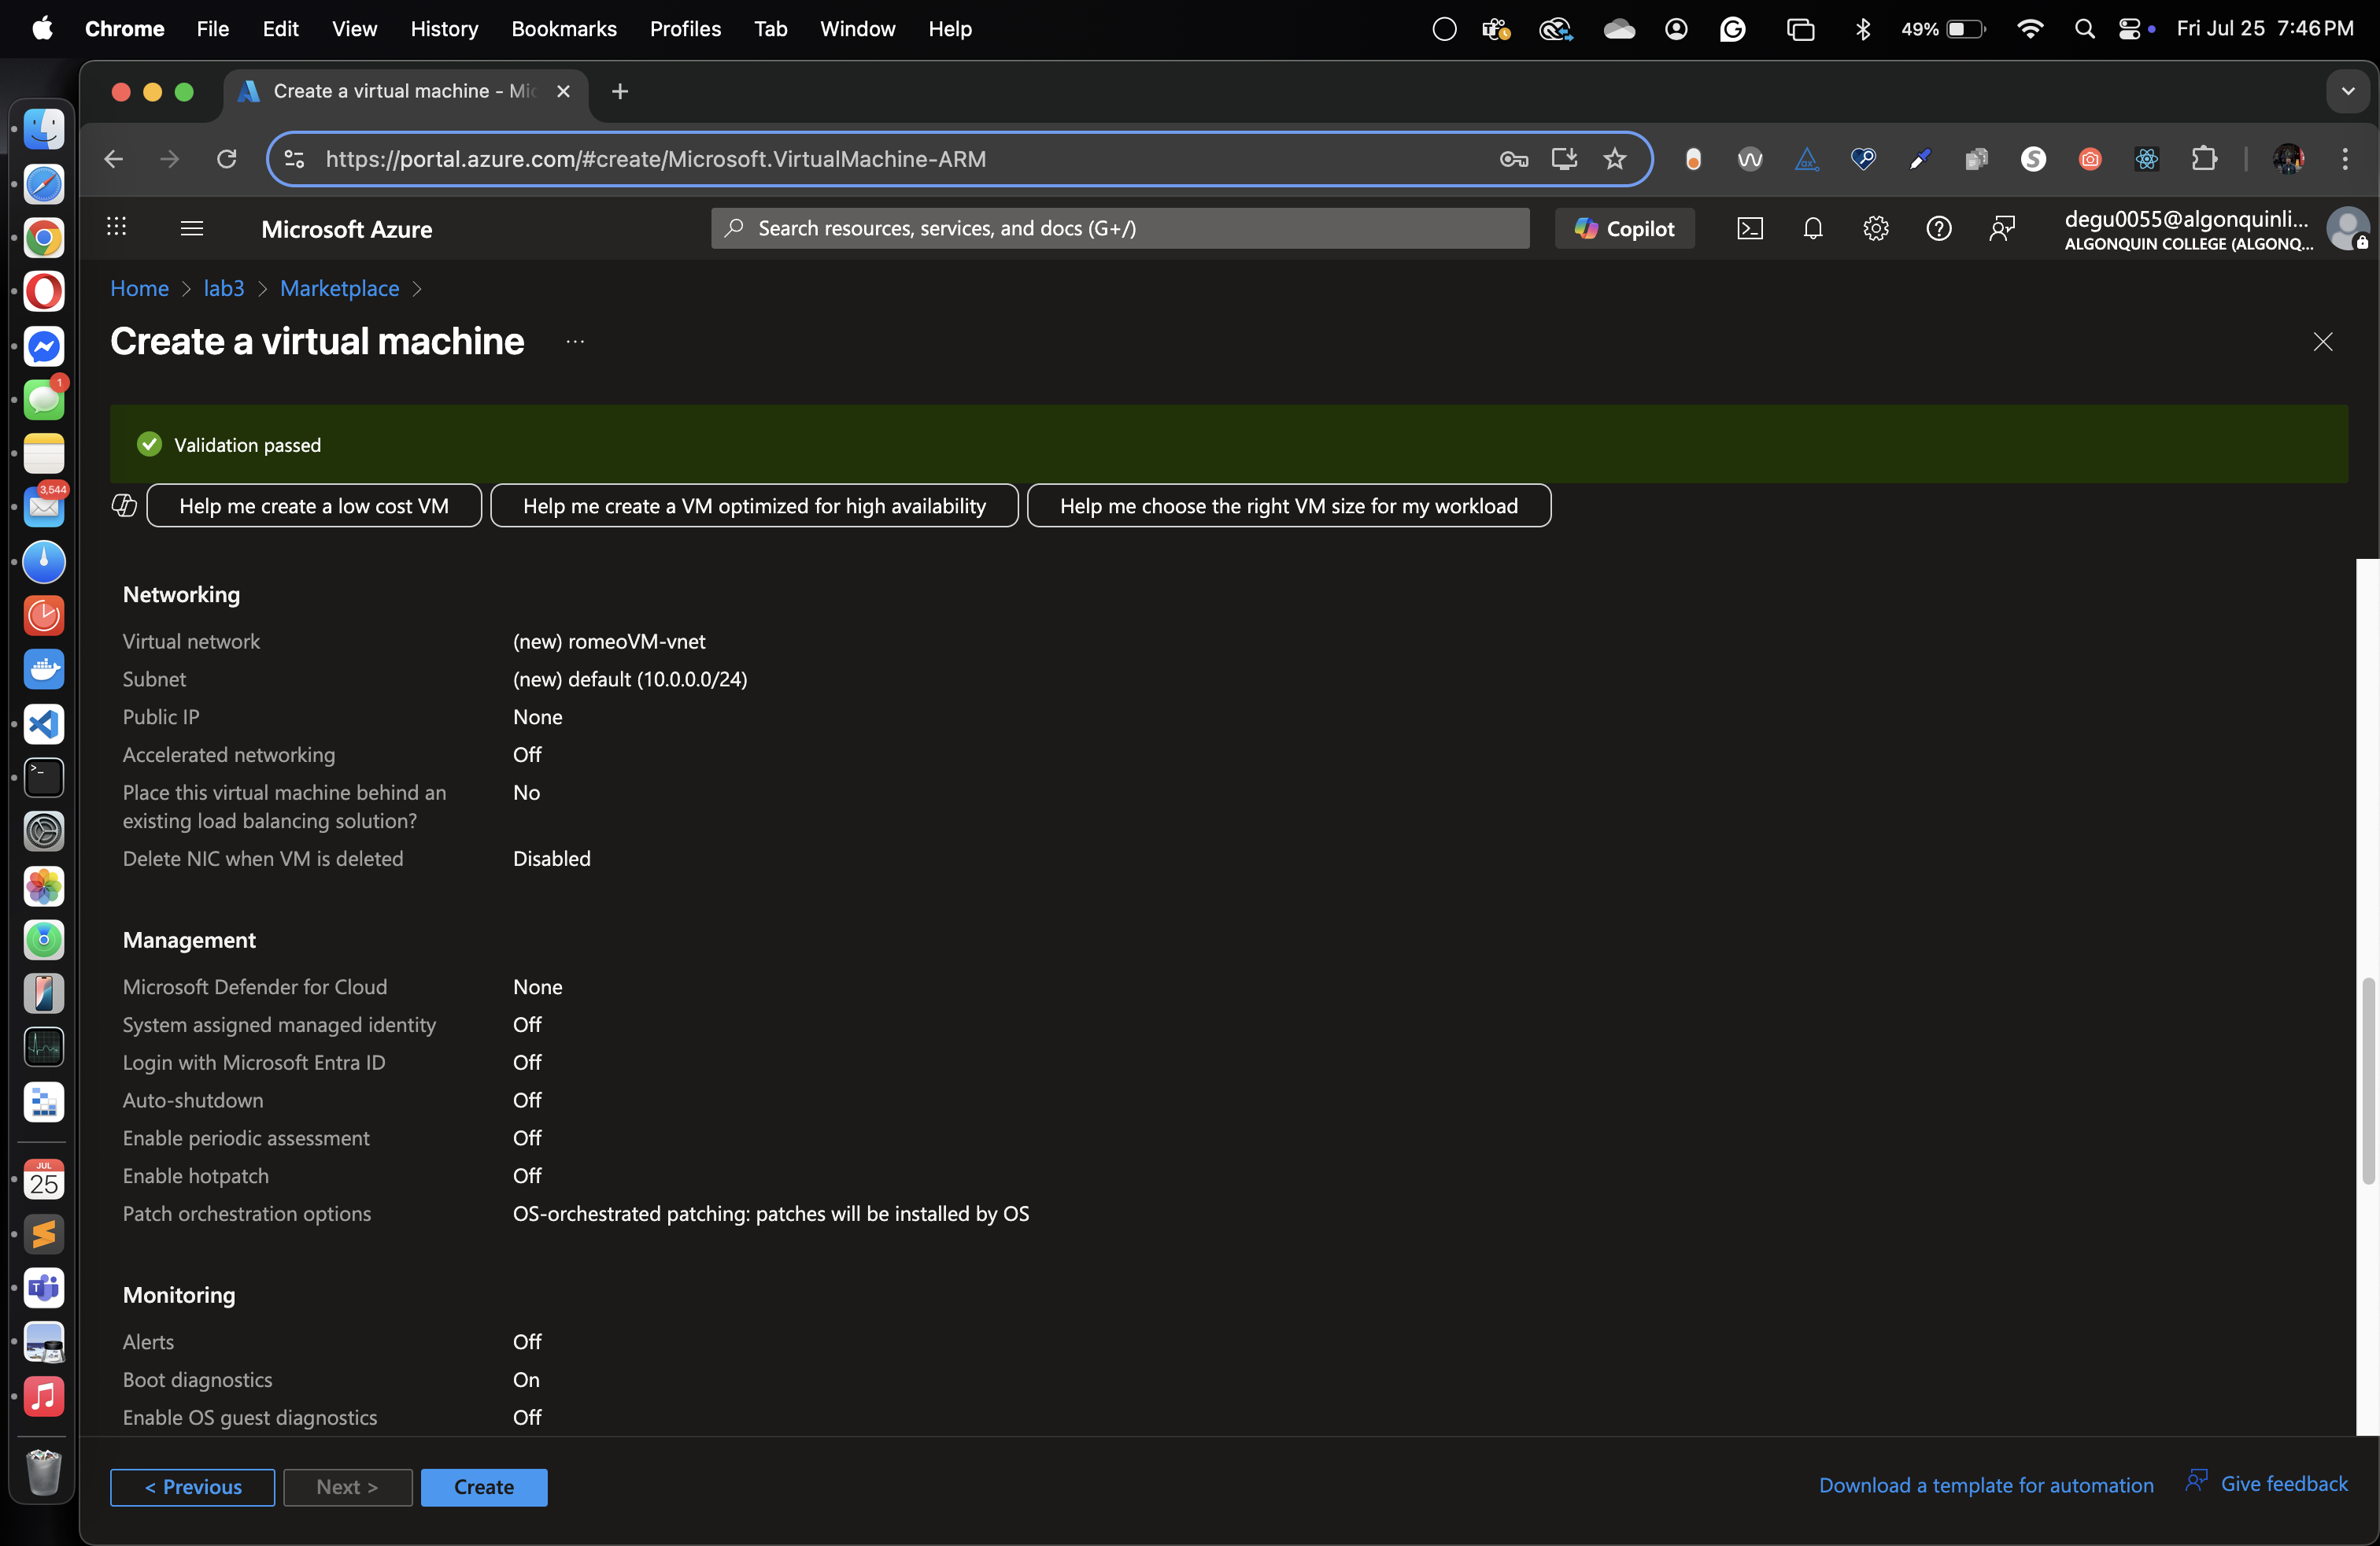 Chrome File Edit View History Bookmarks Profiles Tab Window Help 49% Fri Jul 25 7:46 PM
Create a virtual machine - Mic
https://portal.azure.com/#create/Microsoft.VirtualMachine-ARM
Microsoft Azure
Search resources, services, and docs (G+/)
Copilot
degu0055@algonquinli...
ALGONQUIN COLLEGE (ALGONQ...
Home > lab3 > Marketplace >
Create a virtual machine ...
Validation passed
Help me create a low cost VM
Help me create a VM optimized for high availability
Help me choose the right VM size for my workload
Networking
Virtual network (new) romeoVM-vnet
Subnet (new) default (10.0.0.0/24)
Public IP None
Accelerated networking Off
Place this virtual machine behind an No
existing load balancing solution?
Delete NIC when VM is deleted Disabled
Management
Microsoft Defender for Cloud None
System assigned managed identity Off
Login with Microsoft Entra ID Off
Auto-shutdown Off
Enable periodic assessment Off
Enable hotpatch Off
Patch orchestration options OS-orchestrated patching: patches will be installed by OS
Monitoring
Alerts Off
Boot diagnostics On
Enable OS guest diagnostics Off
< Previous
Next >
Create
Download a template for automation
Give feedback
1
3,544
JUL
25